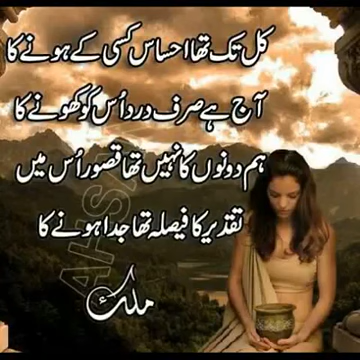 کل تک تھا احساس کسی کے ہونے کا
آج ہے صرف درد اُس کو کھونے کا
ہم دونوں کا نہیں تھا قصور اُس میں
تقدیر کا فیصلہ تھا جدا ہونے کا
ملک